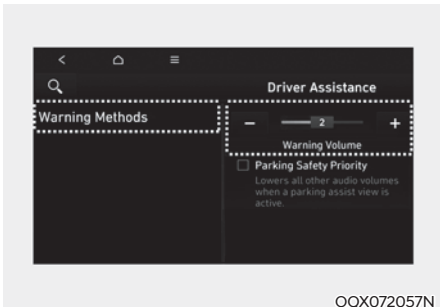 Driver Assistance
Warning Methods
2
Warning Volume
Parking Safety Priority
Lowers all other audio volumes
when a parking assist view is
active.
OQX072057N